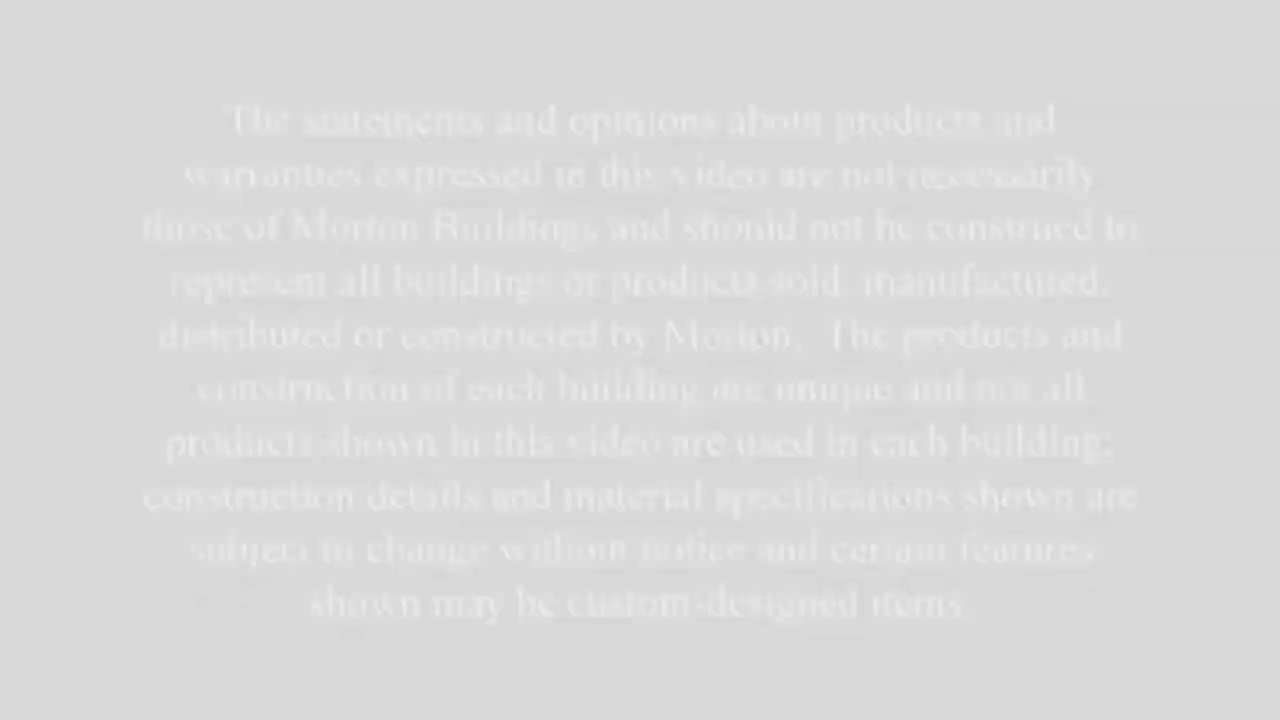 The statements and opinions about products and
warranties expressed in this video are not necessarily
those of Morton Buildings and should not be construed to
represent all buildings or products sold, manufactured,
distributed or constructed by Morton.  The products and
construction of each building are unique and not all
products shown in this video are used in each building;
construction details and material specifications shown are
subject to change without notice and certain features
shown may be custom-designed items.